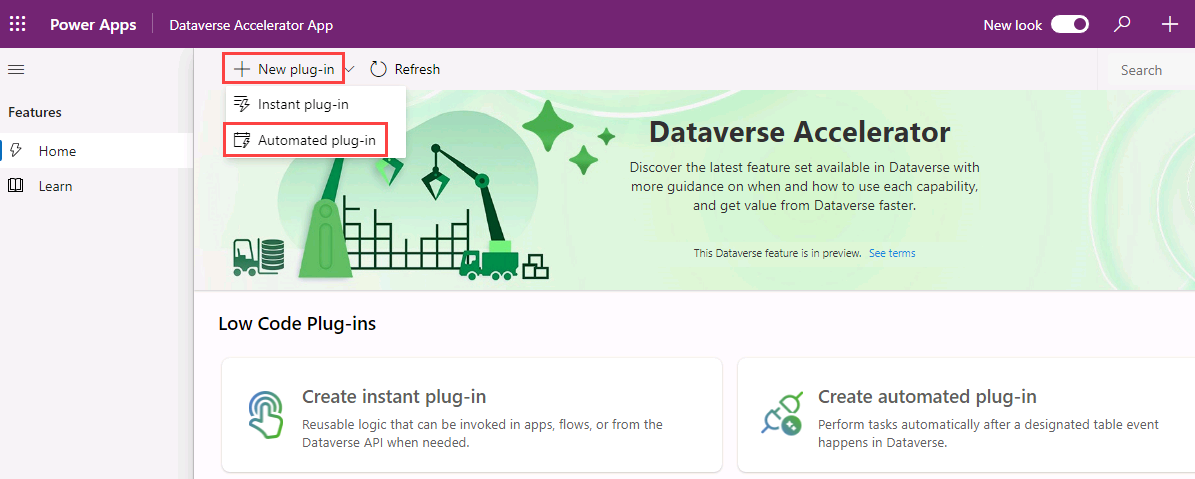 Power Apps Dataverse Accelerator App New look
New plug-in Refresh Search
Instant plug-in
Automated plug-in
Features
Home
Learn
Dataverse Accelerator
Discover the latest feature set available in Dataverse with
more guidance on when and how to use each capability,
and get value from Dataverse faster.
This Dataverse feature is in preview. See terms
Low Code Plug-ins
Create instant plug-in
Reusable logic that can be invoked in apps, flows, or from the
Dataverse API when needed.
Create automated plug-in
Perform tasks automatically after a designated table event
happens in Dataverse.